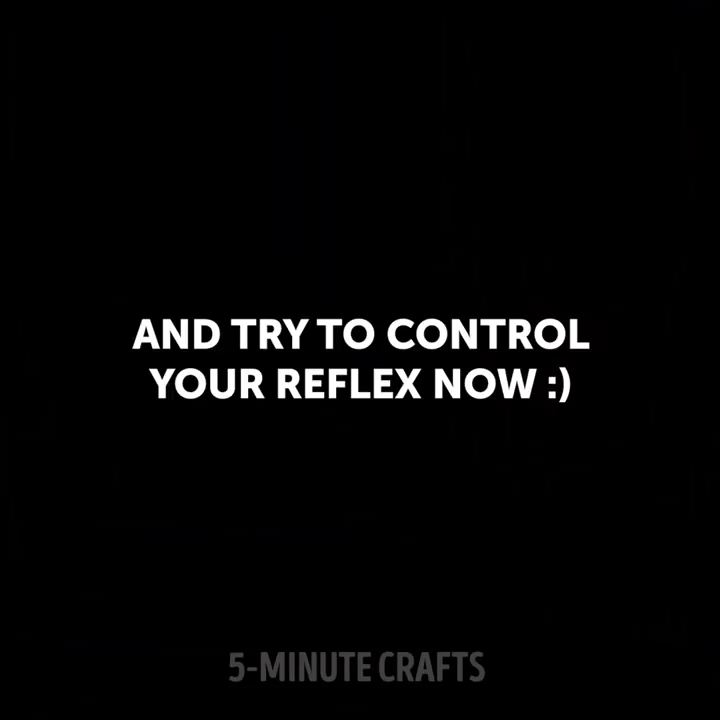 AND TRY TO CONTROL
YOUR REFLEX NOW :)
5-MINUTE CRAFTS